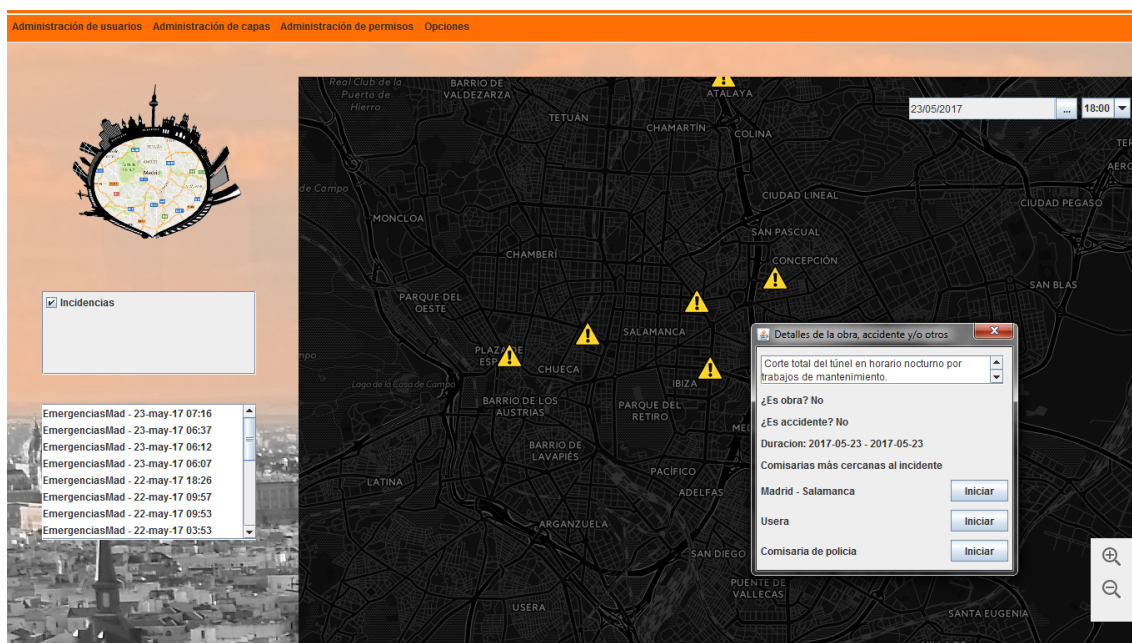 Administración de usuarios Administración de capas Administración de permisos Opciones
Real Club de la
Puerta de
Hierro
BARRIO DE
VALDEZARZA
ATALAYA
TETUÁN
CHAMARTÍN
COLINA
23/05/2017 ... 18:00
TER
AERO
de Campo
CIUDAD LINEAL
CIUDAD PEGASO
MONCLOA
SAN PASCUAL
CHAMBERÍ
CONCEPCIÓN
SAN BLAS
Madrid
Incidencias
PARQUE DEL
OESTE
SALAMANCA
PLAZA DE
ESP
CHUECA
IBIZA
Lago de la Casa de Campo
BARRIO DE LOS
AUSTRIAS
PARQUE DEL
RETIRO
MED
BARRIO DE
LAVAPIÉS
PACÍFICO
LATINA
ADELFAS
ARGANZUELA
SAN DIEGO
PUENTE DE
VALLECAS
USERA
SANTA EUGENIA
EmergenciasMad - 23-may-17 07:16
EmergenciasMad - 23-may-17 06:37
EmergenciasMad - 23-may-17 06:12
EmergenciasMad - 23-may-17 06:07
EmergenciasMad - 22-may-17 18:26
EmergenciasMad - 22-may-17 09:57
EmergenciasMad - 22-may-17 09:53
EmergenciasMad - 22-may-17 03:53
Detalles de la obra, accidente y/o otros
Corte total del túnel en horario nocturno por
trabajos de mantenimiento.
¿Es obra? No
¿Es accidente? No
Duracion: 2017-05-23 - 2017-05-23
Comisarias más cercanas al incidente
Madrid - Salamanca Iniciar
Usera Iniciar
Comisaria de policia Iniciar